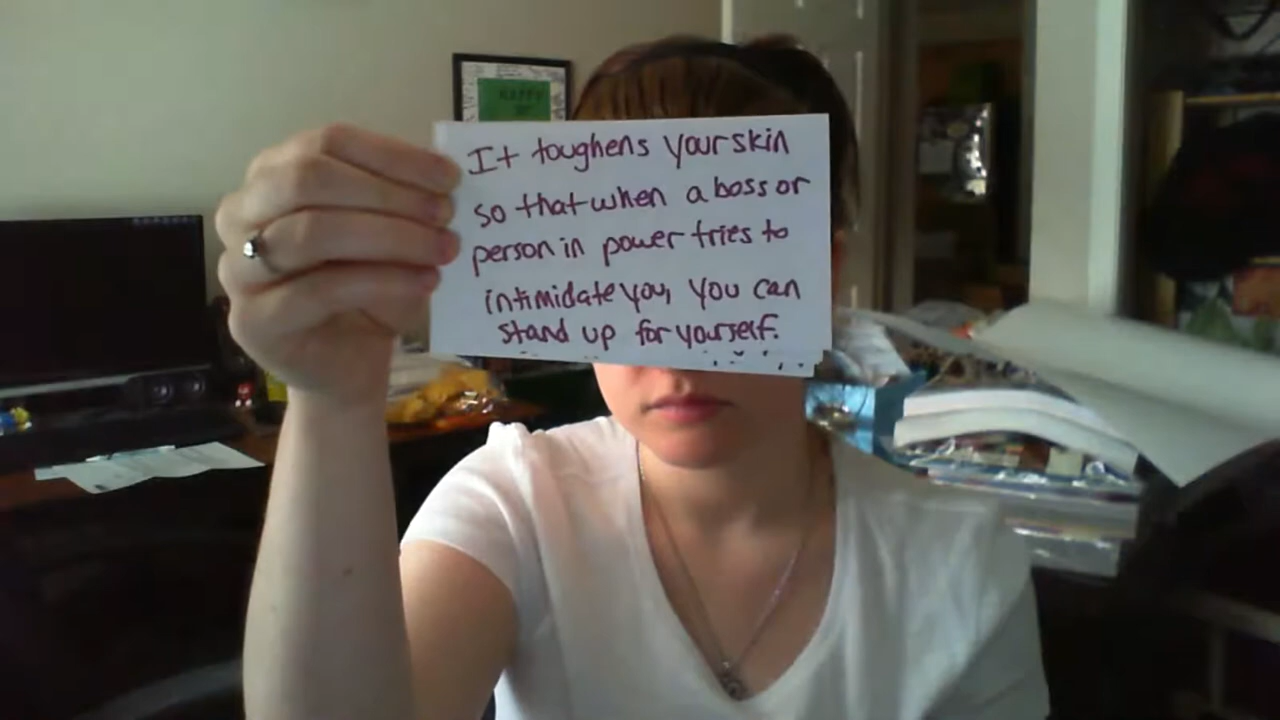 HAPPY
It toughens your skin
so that when a boss or
person in power tries to
intimidate you, you can
stand up for yourself.